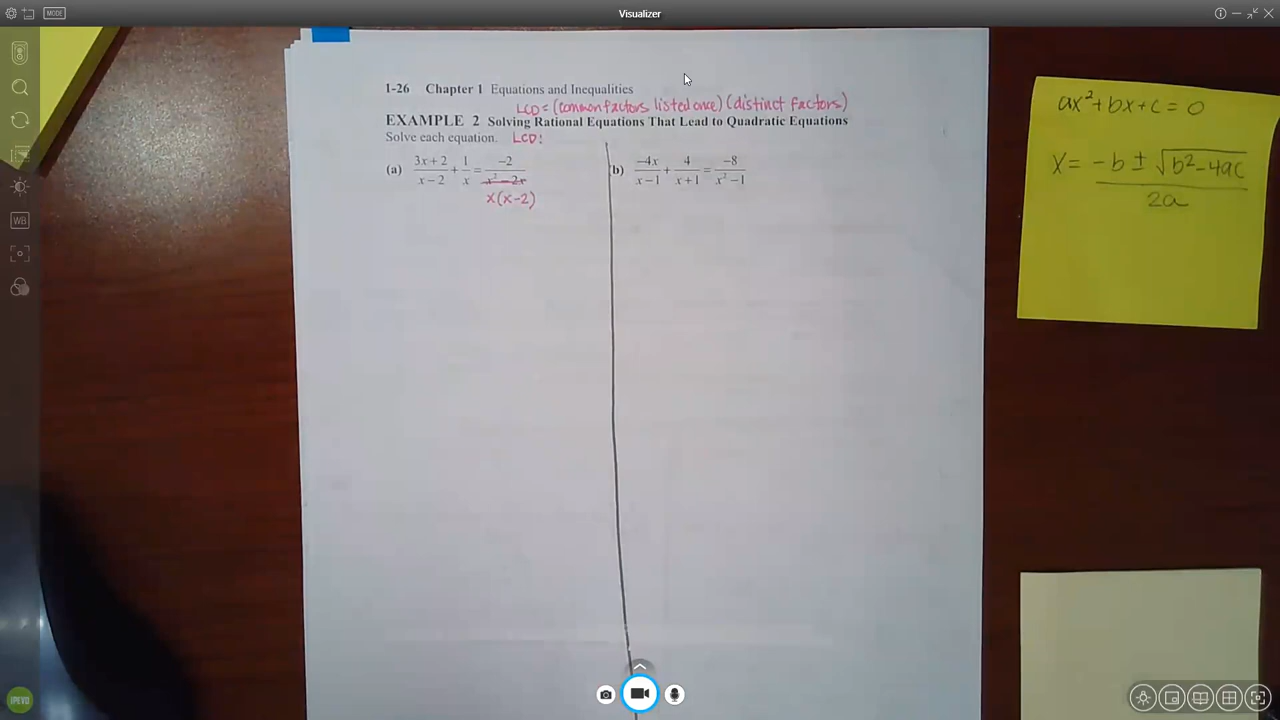 MODE
Visualizer
1-26 Chapter 1 Equations and Inequalities
LCD = (common factors listed once) (distinct factors)
EXAMPLE 2 Solving Rational Equations That Lead to Quadratic Equations
Solve each equation. LCD:
(a) 3x + 2 / x − 2 + 1 / x = −2 / x² − 2x
x(x-2)
b) −4x / x − 1 + 4 / x + 1 = −8 / x² − 1
ax² + bx + c = 0
x = -b ± √b² - 4ac / 2a
WB
IPEVO